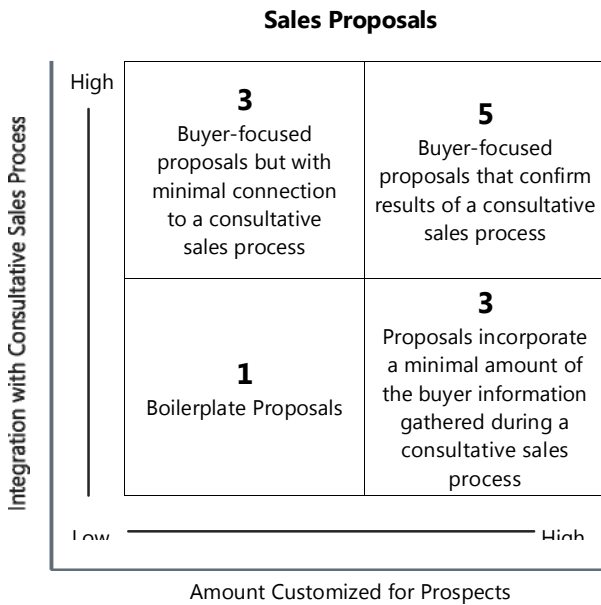 Sales Proposals
High
3
Buyer-focused
proposals but with
minimal connection
to a consultative
sales process
5
Buyer-focused
proposals that confirm
results of a consultative
sales process
Integration with Consultative Sales Process
1
Boilerplate Proposals
3
Proposals incorporate
a minimal amount of
the buyer information
gathered during a
consultative sales
process
Low
High
Amount Customized for Prospects